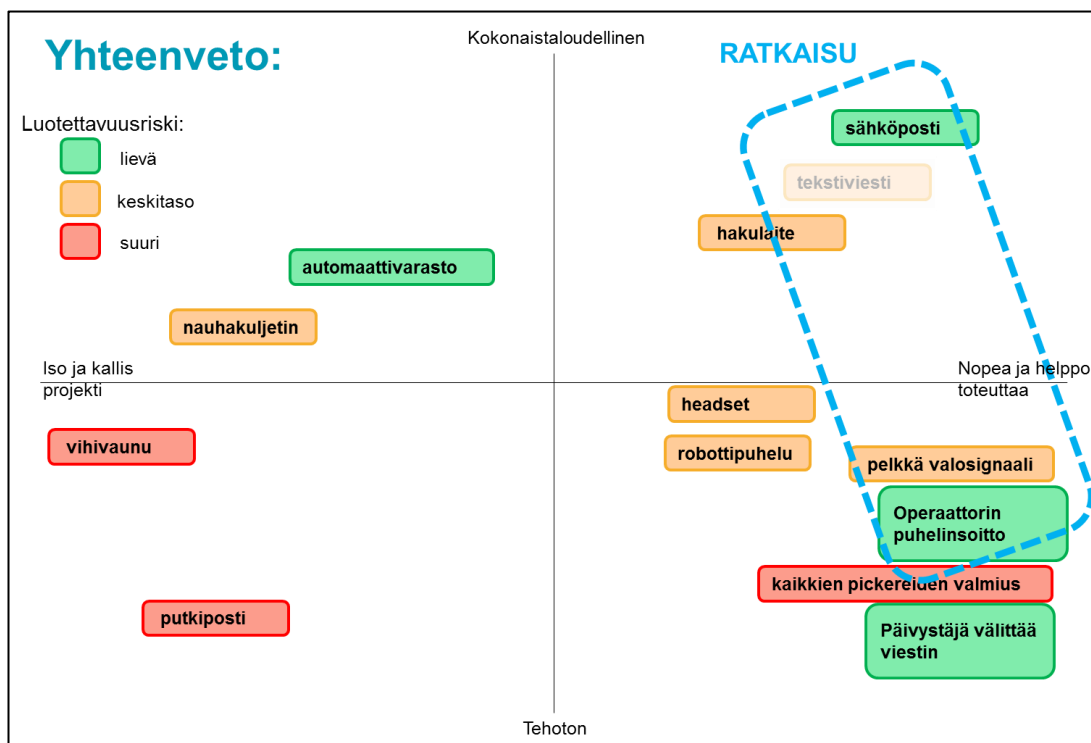 Yhteenveto:
Kokonaistaloudellinen
RATKAISU
Luotettavuusriski:
lievä
keskitaso
suuri
sähköposti
tekstiviesti
hakulaite
automaattivarasto
nauhakuljetin
Iso ja kallis
projekti
Nopea ja helppo
toteuttaa
headset
vihivaunu
robottipuhelu
pelkkä valosignaali
Operaattorin
puhelinsoitto
kaikkien pickereiden valmius
putkiposti
Päivystäjä välittää
viestin
Tehoton